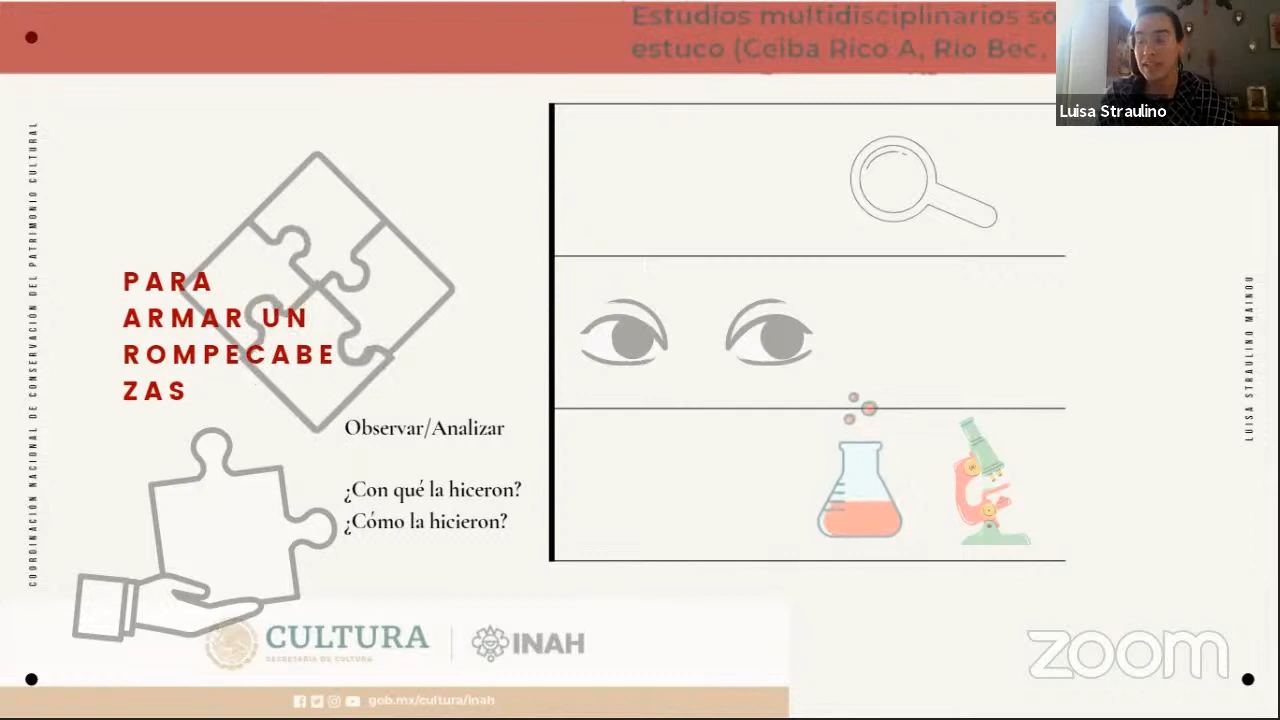 Estudios multidisciplinarios so
estuco (Ceiba Rico A, Río Bec,
Luisa Straulino
COORDINACIÓN NACIONAL DE CONSERVACIÓN DEL PATRIMONIO CULTURAL
PARA
ARMAR UN
ROMPECABE
ZAS
Observar/Analizar
¿Con qué la hiceron?
¿Cómo la hicieron?
LUISA STRAULINO MAINOU
CULTURA
SECRETARÍA DE CULTURA
INAH
gob.mx/cultura/inah
zoom